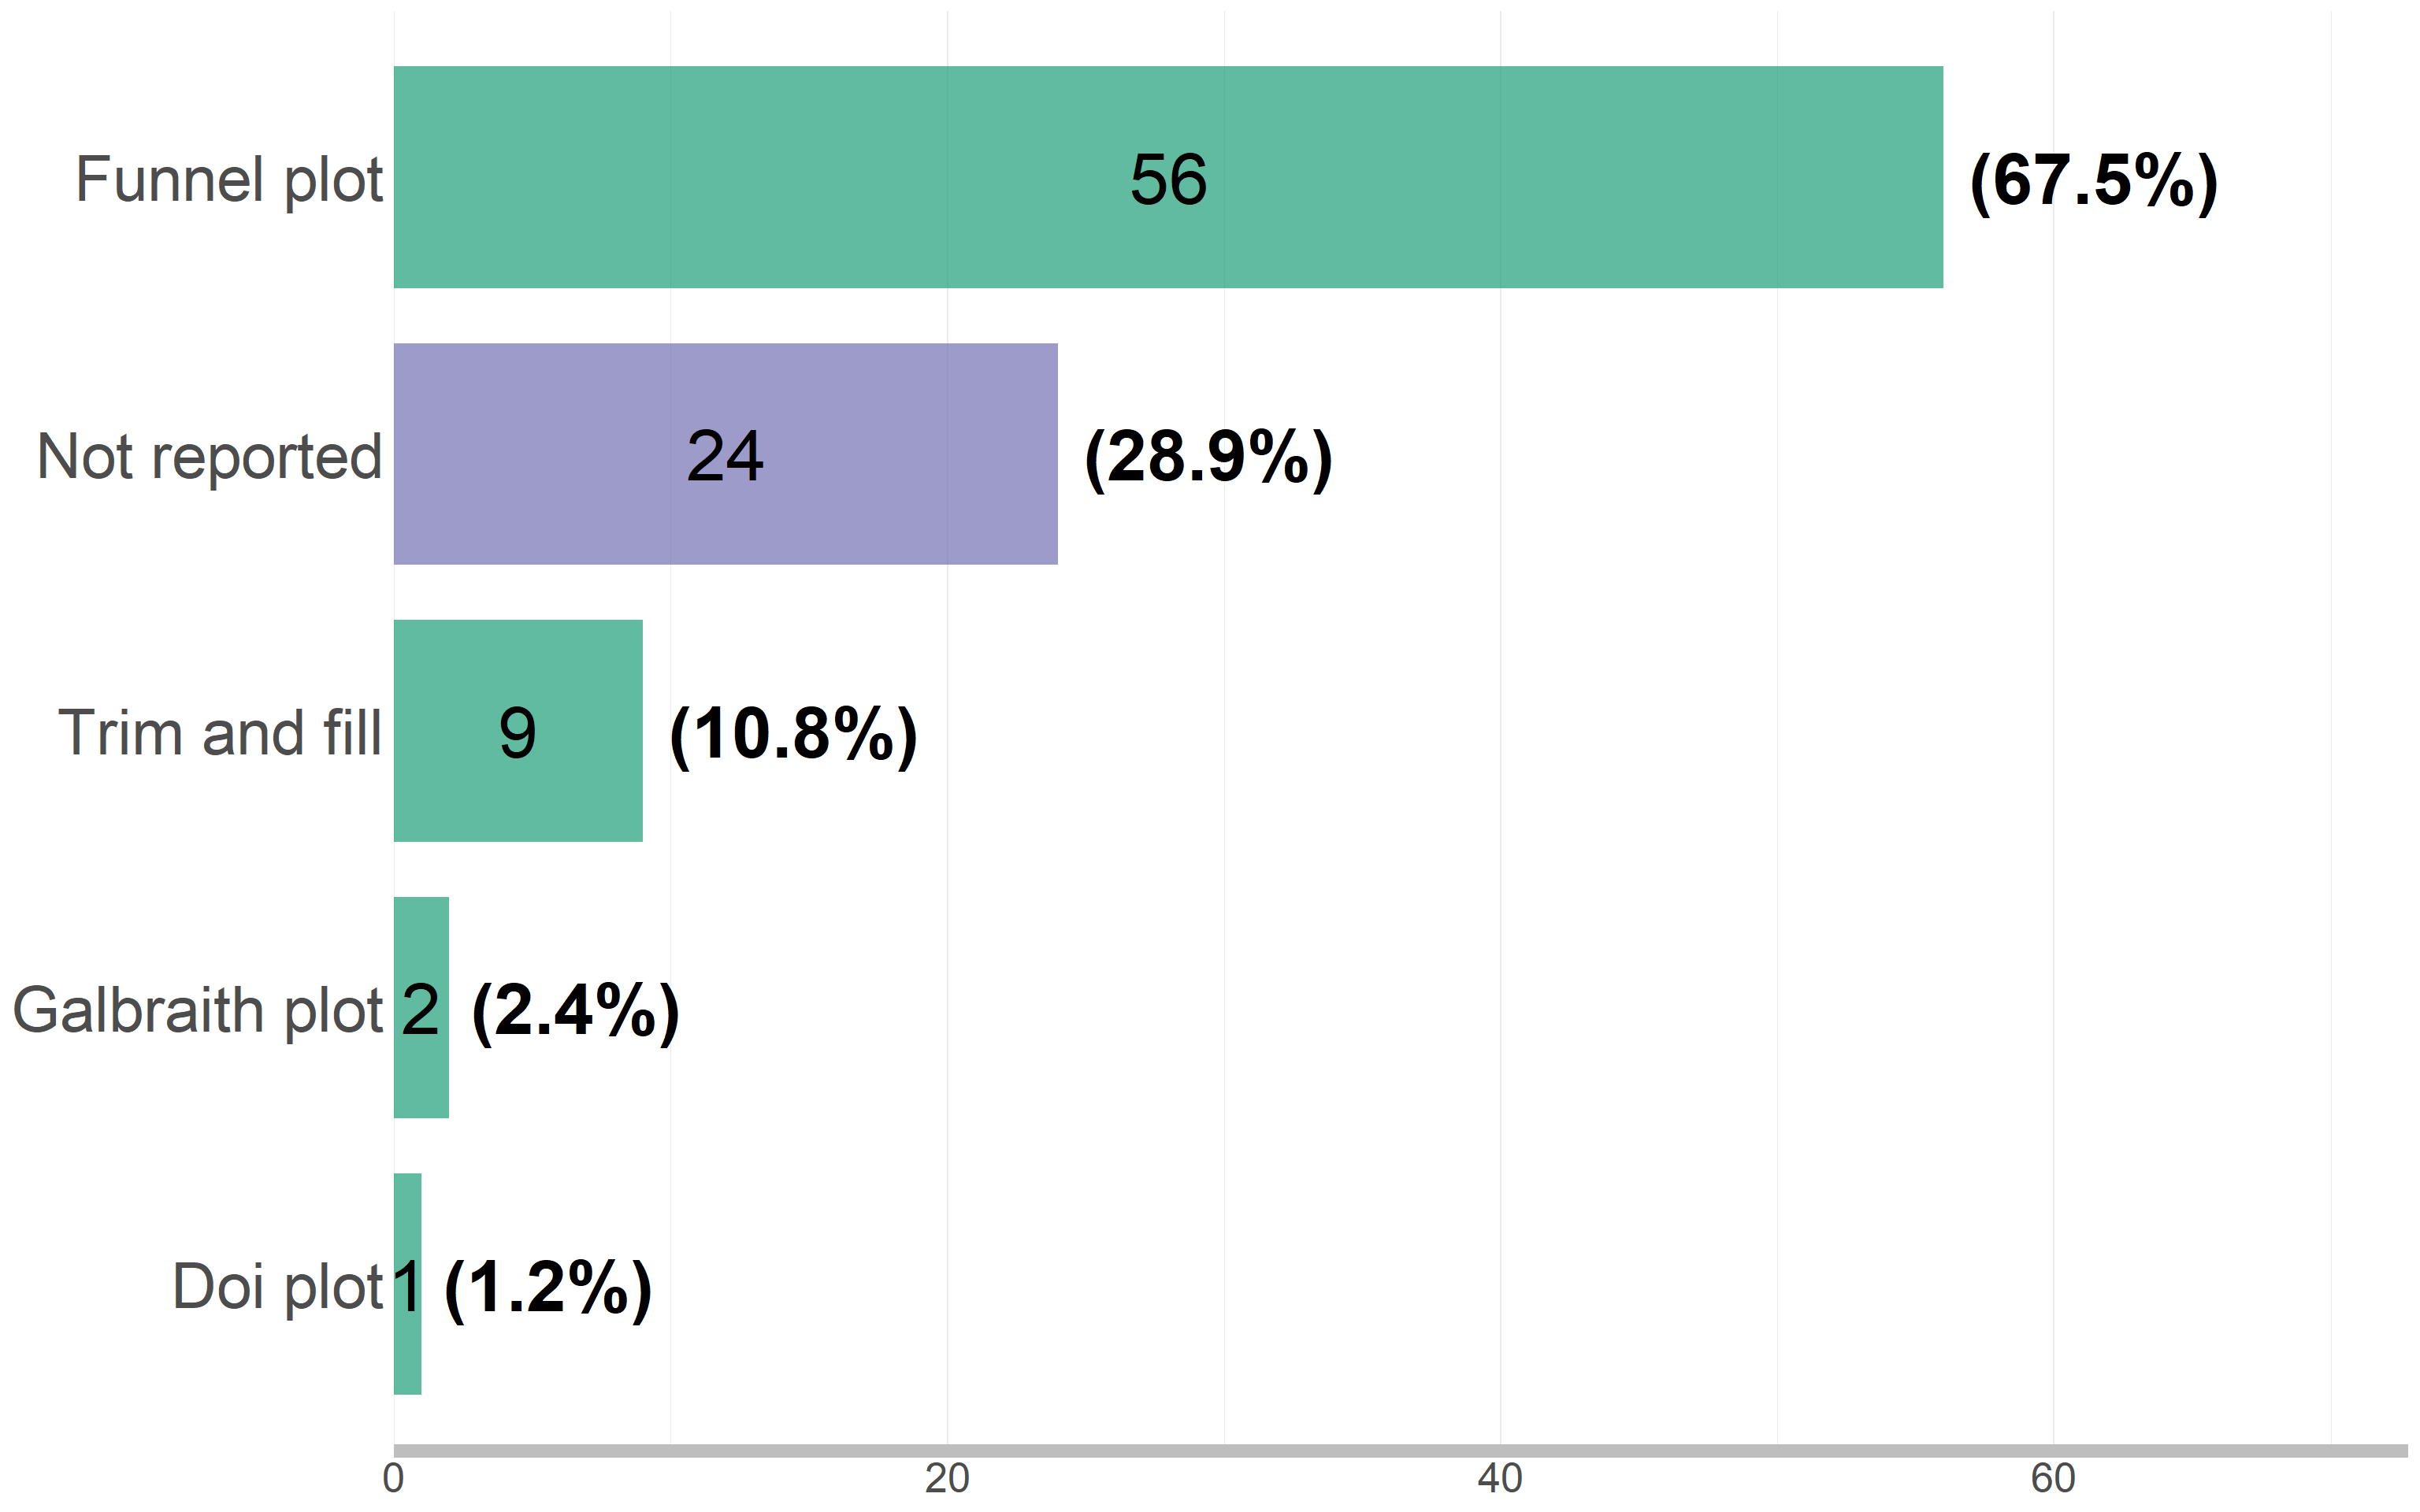 Funnel plot 56 (67.5%)
Not reported 24 (28.9%)
Trim and fill 9 (10.8%)
Galbraith plot 2 (2.4%)
Doi plot 1 (1.2%)
0 20 40 60